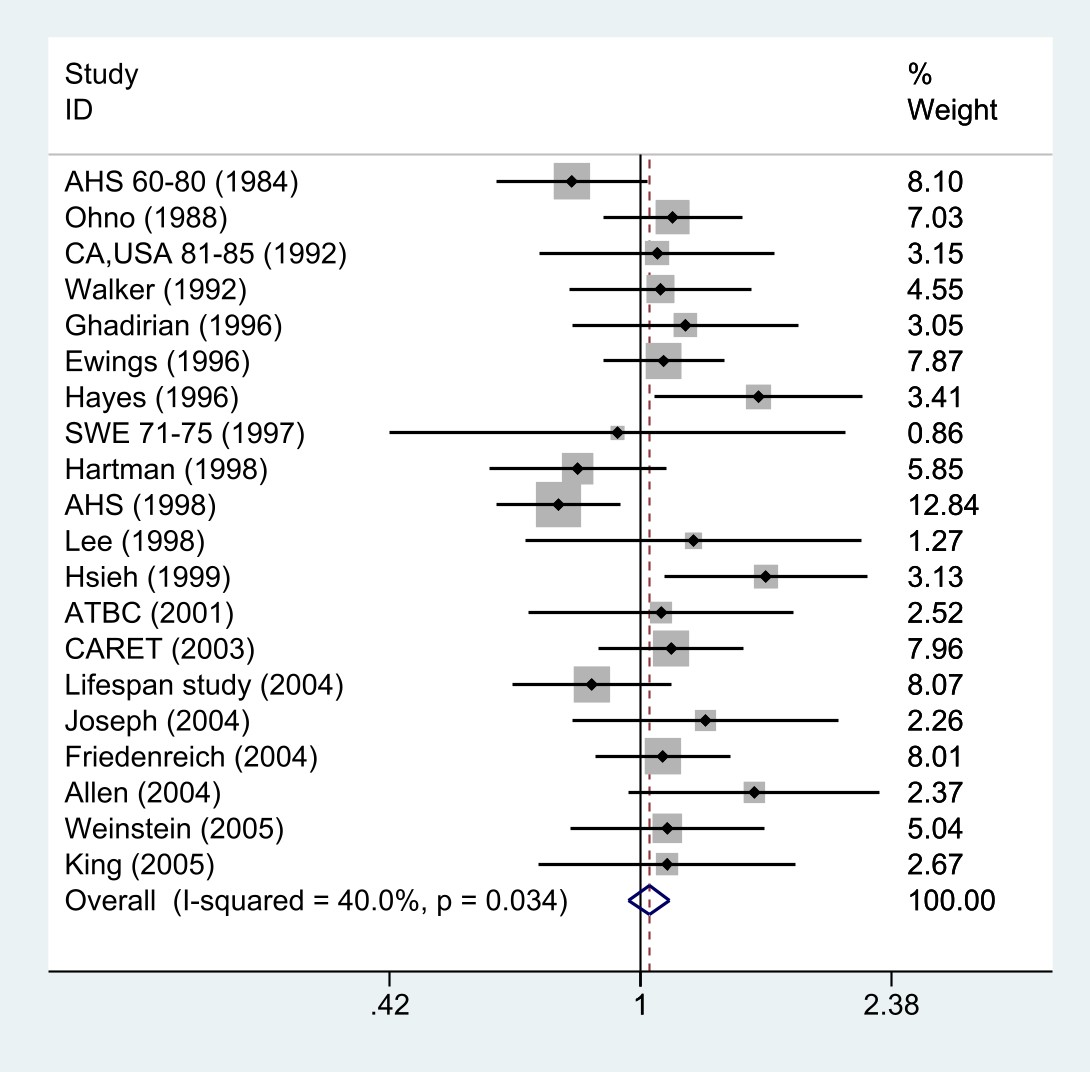 Study %
ID Weight
AHS 60-80 (1984) 8.10
Ohno (1988) 7.03
CA,USA 81-85 (1992) 3.15
Walker (1992) 4.55
Ghadirian (1996) 3.05
Ewings (1996) 7.87
Hayes (1996) 3.41
SWE 71-75 (1997) 0.86
Hartman (1998) 5.85
AHS (1998) 12.84
Lee (1998) 1.27
Hsieh (1999) 3.13
ATBC (2001) 2.52
CARET (2003) 7.96
Lifespan study (2004) 8.07
Joseph (2004) 2.26
Friedenreich (2004) 8.01
Allen (2004) 2.37
Weinstein (2005) 5.04
King (2005) 2.67
Overall (I-squared = 40.0%, p = 0.034) 100.00
.42 1 2.38